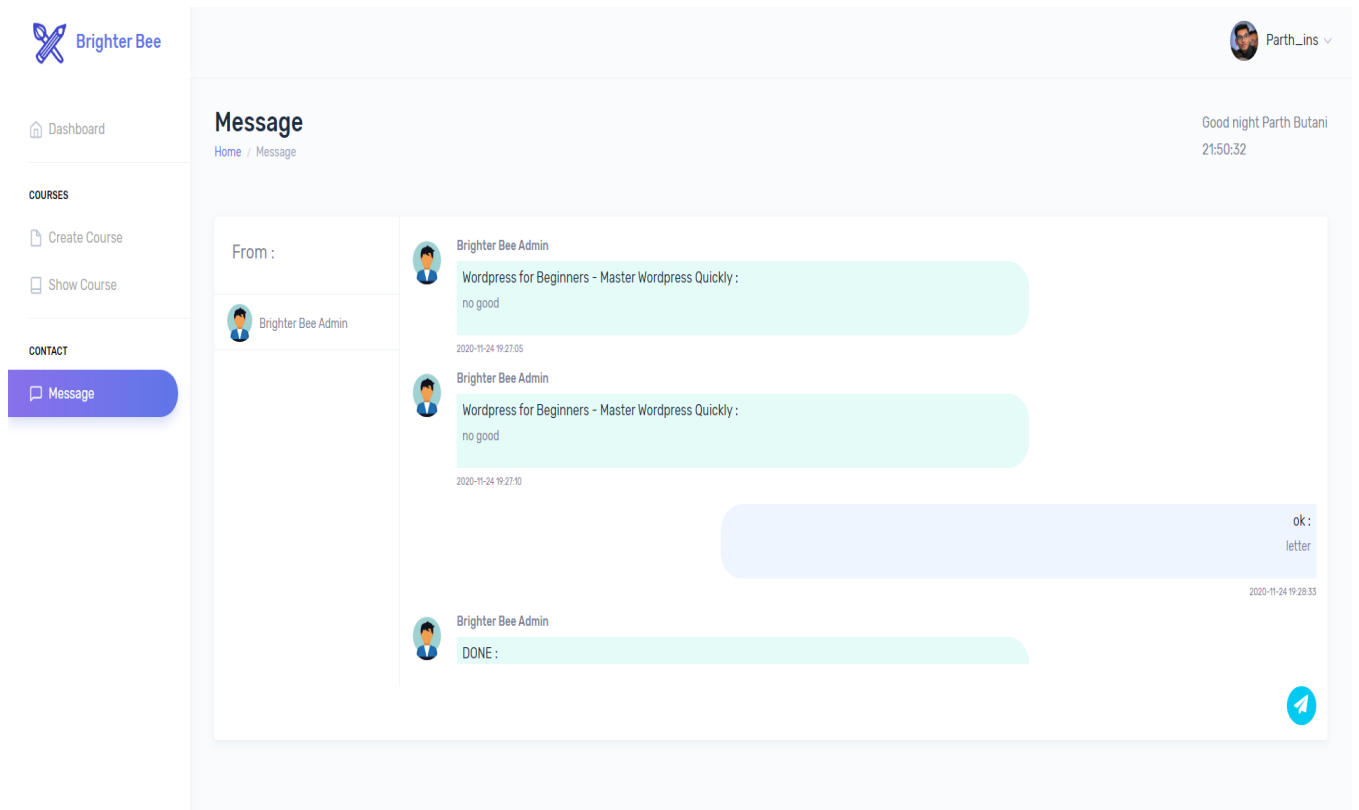 Brighter Bee
Parth_ins
Dashboard
COURSES
Create Course
Show Course
CONTACT
Message
Message
Home / Message
Good night Parth Butani
21:50:32
From :
Brighter Bee Admin
Brighter Bee Admin
Wordpress for Beginners - Master Wordpress Quickly :
no good
2020-11-24 19:27:05
Brighter Bee Admin
Wordpress for Beginners - Master Wordpress Quickly :
no good
2020-11-24 19:27:10
ok :
letter
2020-11-24 19:28:33
Brighter Bee Admin
DONE :